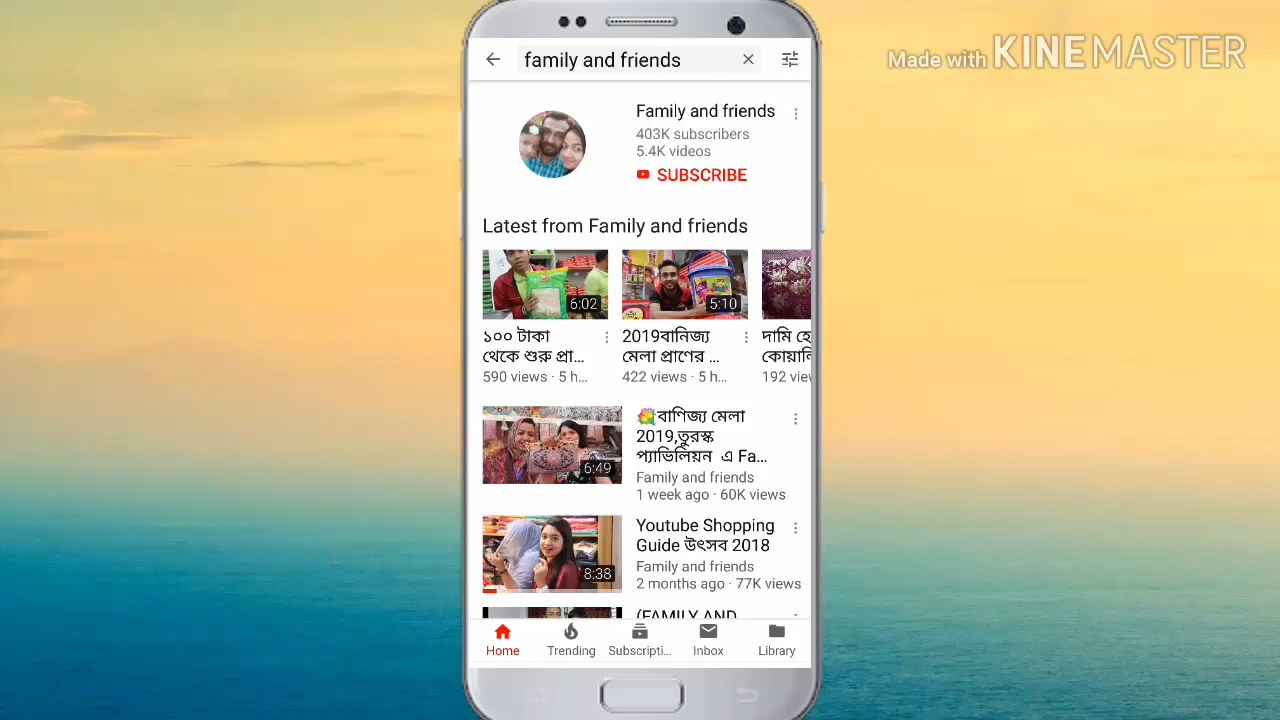 Made with KINEMASTER
family and friends
Family and friends
403K subscribers
5.4K videos
SUBSCRIBE
Latest from Family and friends
6:02
5:10
১০০ টাকা
থেকে শুরু প্রা...
590 views · 5 h...
2019বানিজ্য
মেলা প্রাণের ...
422 views · 5 h...
দামি হে
কোয়ালি
192 view
6:49
বাণিজ্য মেলা
2019,তুরস্ক
প্যাভিলিয়ন এ Fa...
Family and friends
1 week ago · 60K views
8:38
Youtube Shopping
Guide উৎসব 2018
Family and friends
2 months ago · 77K views
(FAMILY AND
Home
Trending
Subscripti...
Inbox
Library